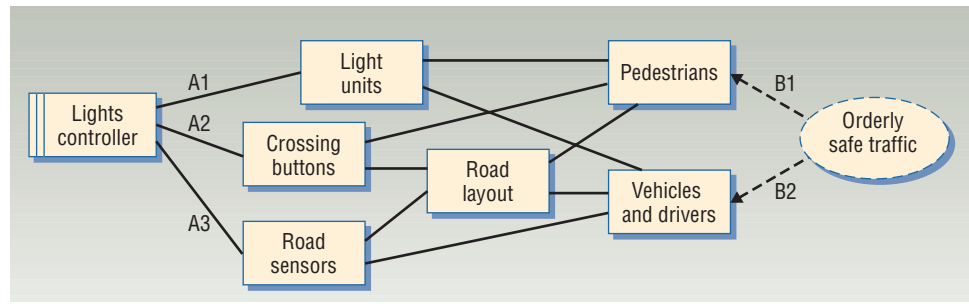 Light
units
Pedestrians
A1
B1
Lights
controller
A2
Orderly
safe traffic
Crossing
buttons
Road
layout
Vehicles
and drivers
B2
A3
Road
sensors